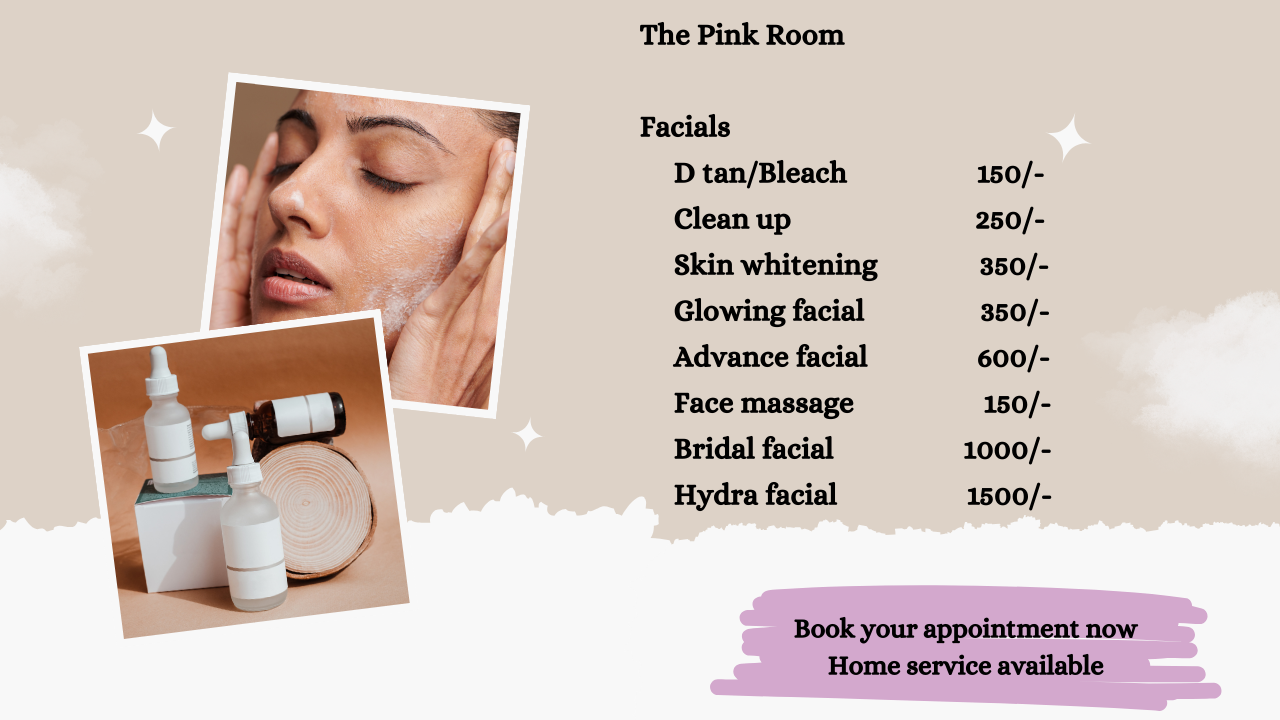 The Pink Room
Facials
D tan/Bleach 150/-
Clean up 250/-
Skin whitening 350/-
Glowing facial 350/-
Advance facial 600/-
Face massage 150/-
Bridal facial 1000/-
Hydra facial 1500/-
Book your appointment now
Home service available